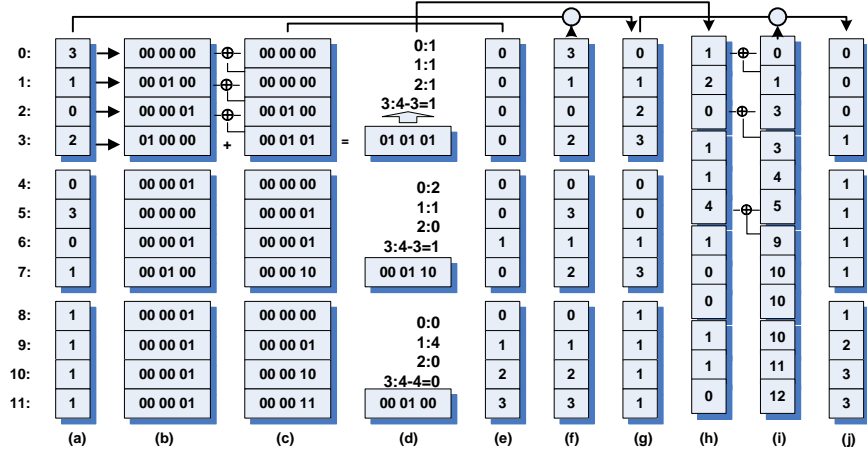 0:1
0: 3 00 00 00 00 00 00 0 3 0 1 0 0
1:1
1: 1 00 01 00 00 00 00 0 1 1 2 1 0
2:1
2: 0 00 00 01 00 01 00 0 0 2 0 3 0
3:4-3=1
3: 2 01 00 00 + 00 01 01 = 01 01 01 0 2 3 1 3 1
4: 0 00 00 01 00 00 00 0:2 0 0 0 1 4 1
5: 3 00 00 00 00 00 01 1:1 0 3 0 4 5 1
2:0
6: 0 00 00 01 00 00 01 1 1 1 1 9 1
3:4-3=1
7: 1 00 01 00 00 00 10 00 01 10 0 2 3 0 10 1
8: 1 00 00 01 00 00 00 0:0 0 0 1 0 10 1
9: 1 00 00 01 00 00 01 1:4 1 1 1 1 10 2
2:0
10: 1 00 00 01 00 00 10 2 2 1 1 11 3
3:4-4=0
11: 1 00 00 01 00 00 11 00 01 00 3 3 1 0 12 3
(a) (b) (c) (d) (e) (f) (g) (h) (i) (j)